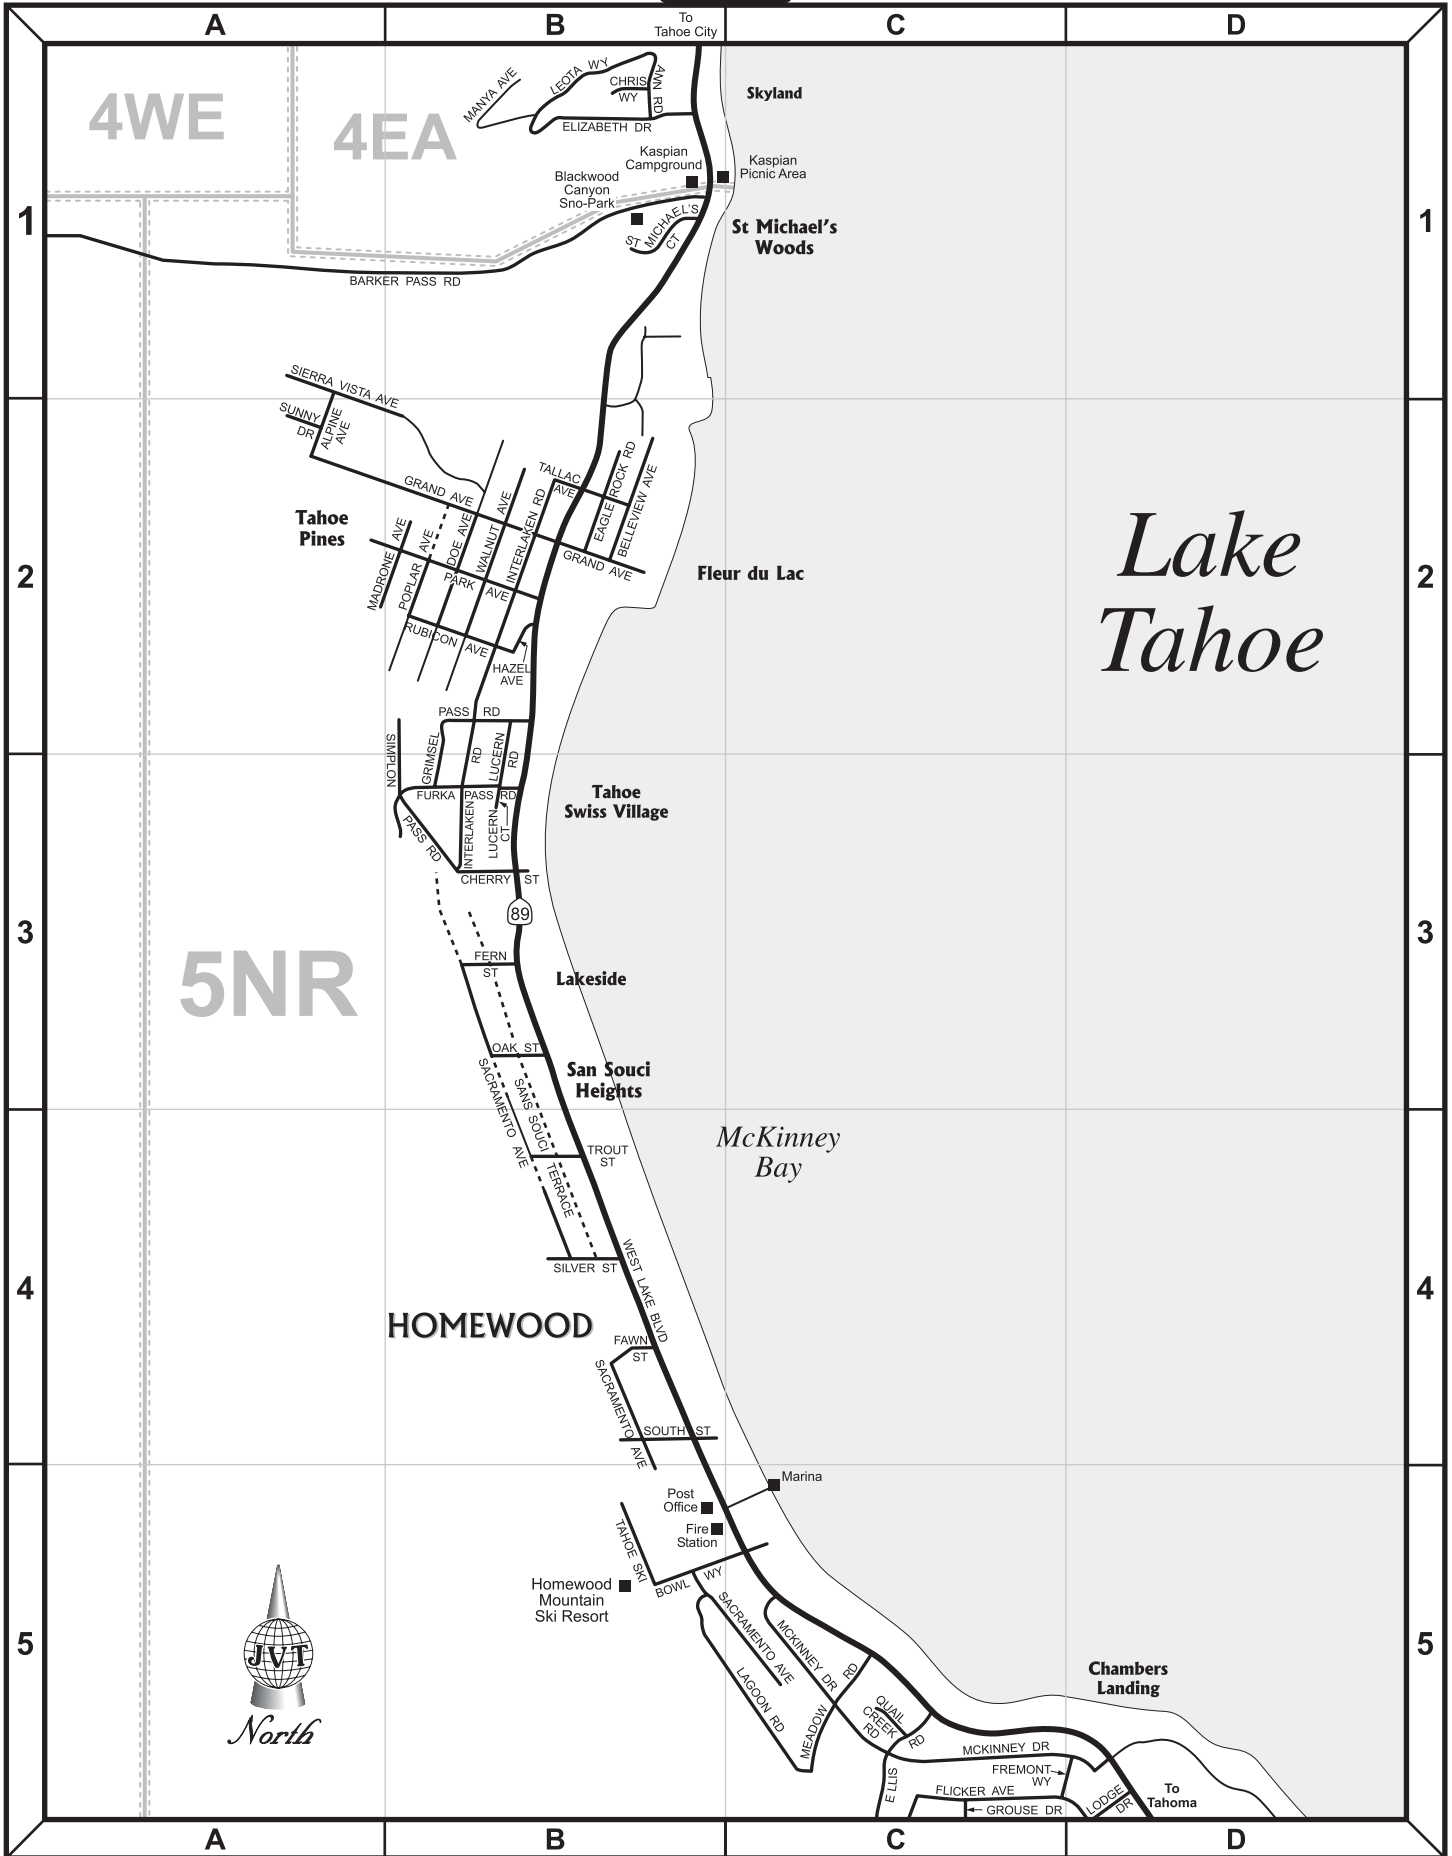 A
B
To
Tahoe City
C
D
4WE
4EA
MANYA AVE
LEOTA WY
CHRIS
WY
ANN RD
ELIZABETH DR
Skyland
Kaspian
Campground
Kaspian
Picnic Area
Blackwood
Canyon
Sno-Park
1
ST MICHAEL'S
CT
St Michael's
Woods
1
BARKER PASS RD
SIERRA VISTA AVE
SUNNY
DR
ALPINE
AVE
GRAND AVE
TALLAC
AVE
EAGLE ROCK RD
BELLEVIEW AVE
Tahoe
Pines
MADRONE AVE
POPLAR AVE
DOE AVE
WALNUT AVE
INTERLAKEN RD
GRAND AVE
PARK AVE
2
Fleur du Lac
Lake
Tahoe
2
RUBICON AVE
HAZEL
AVE
PASS RD
SIMPLON
GRIMSEL
RD
LUCERN
RD
FURKA PASS RD
PASS RD
INTERLAKEN
LUCERN
CT
Tahoe
Swiss Village
CHERRY ST
89
3
5NR
FERN
ST
Lakeside
3
OAK ST
San Souci
Heights
SACRAMENTO AVE
SANS SOUCI
TERRACE
TROUT
ST
McKinney
Bay
SILVER ST
WEST LAKE BLVD
4
HOMEWOOD
4
FAWN
ST
SACRAMENTO AVE
SOUTH ST
Marina
Post
Office
Fire
Station
TAHOE SKI
BOWL WY
Homewood
Mountain
Ski Resort
SACRAMENTO AVE
MCKINNEY DR
LAGOON RD
MEADOW
RD
QUAIL
CREEK
RD
RD
5
JVT
North
Chambers
Landing
5
MCKINNEY DR
FREMONT
WY
ELLIS
FLICKER AVE
GROUSE DR
LODGE
DR
To
Tahoma
A
B
C
D